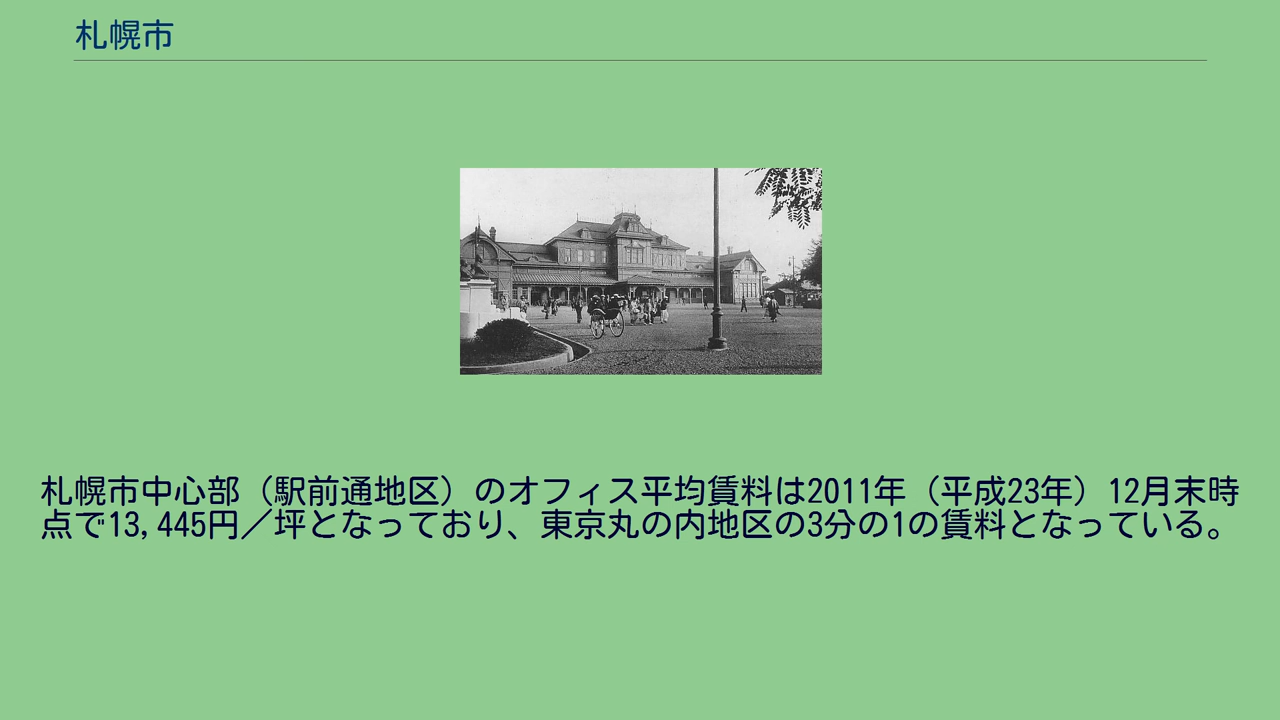 札幌市
札幌市中心部（駅前通地区）のオフィス平均賃料は2011年（平成23年）12月末時
点で13,445円／坪となっており、東京丸の内地区の3分の1の賃料となっている。